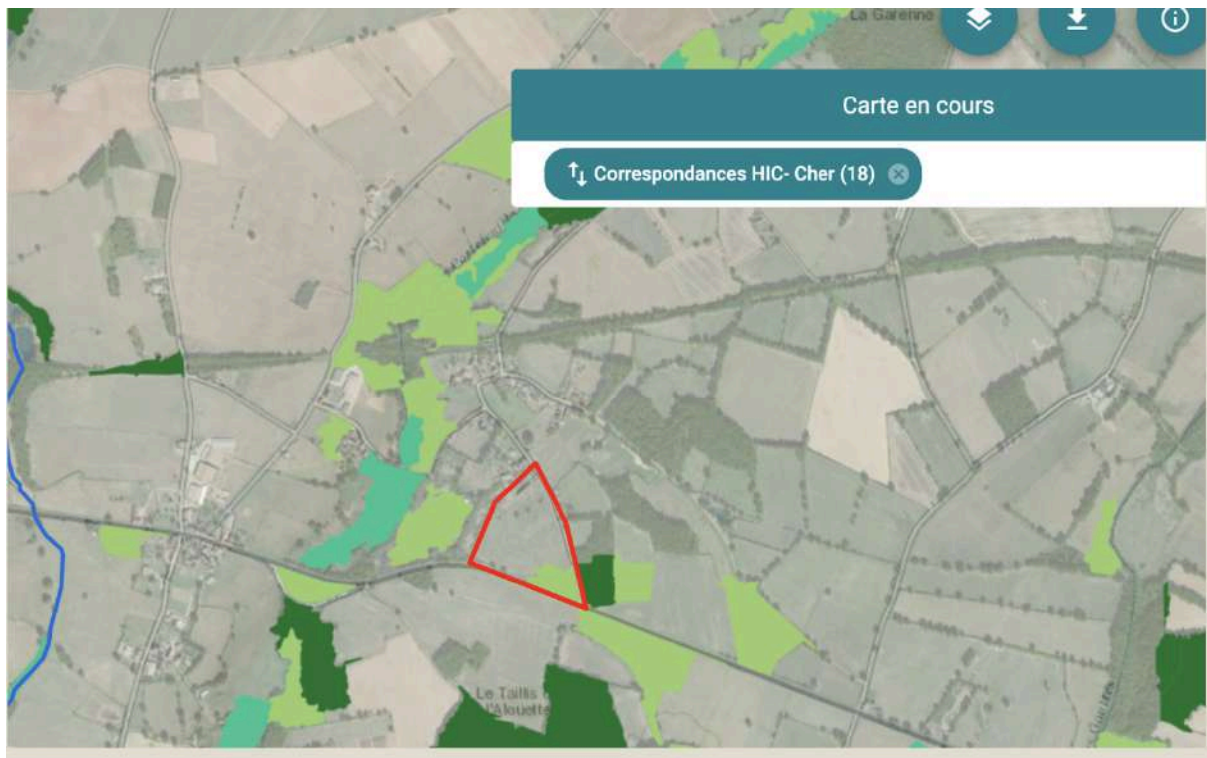 La Garenne
Carte en cours
Correspondances HIC- Cher (18)
Le Taillis
l'Alouette